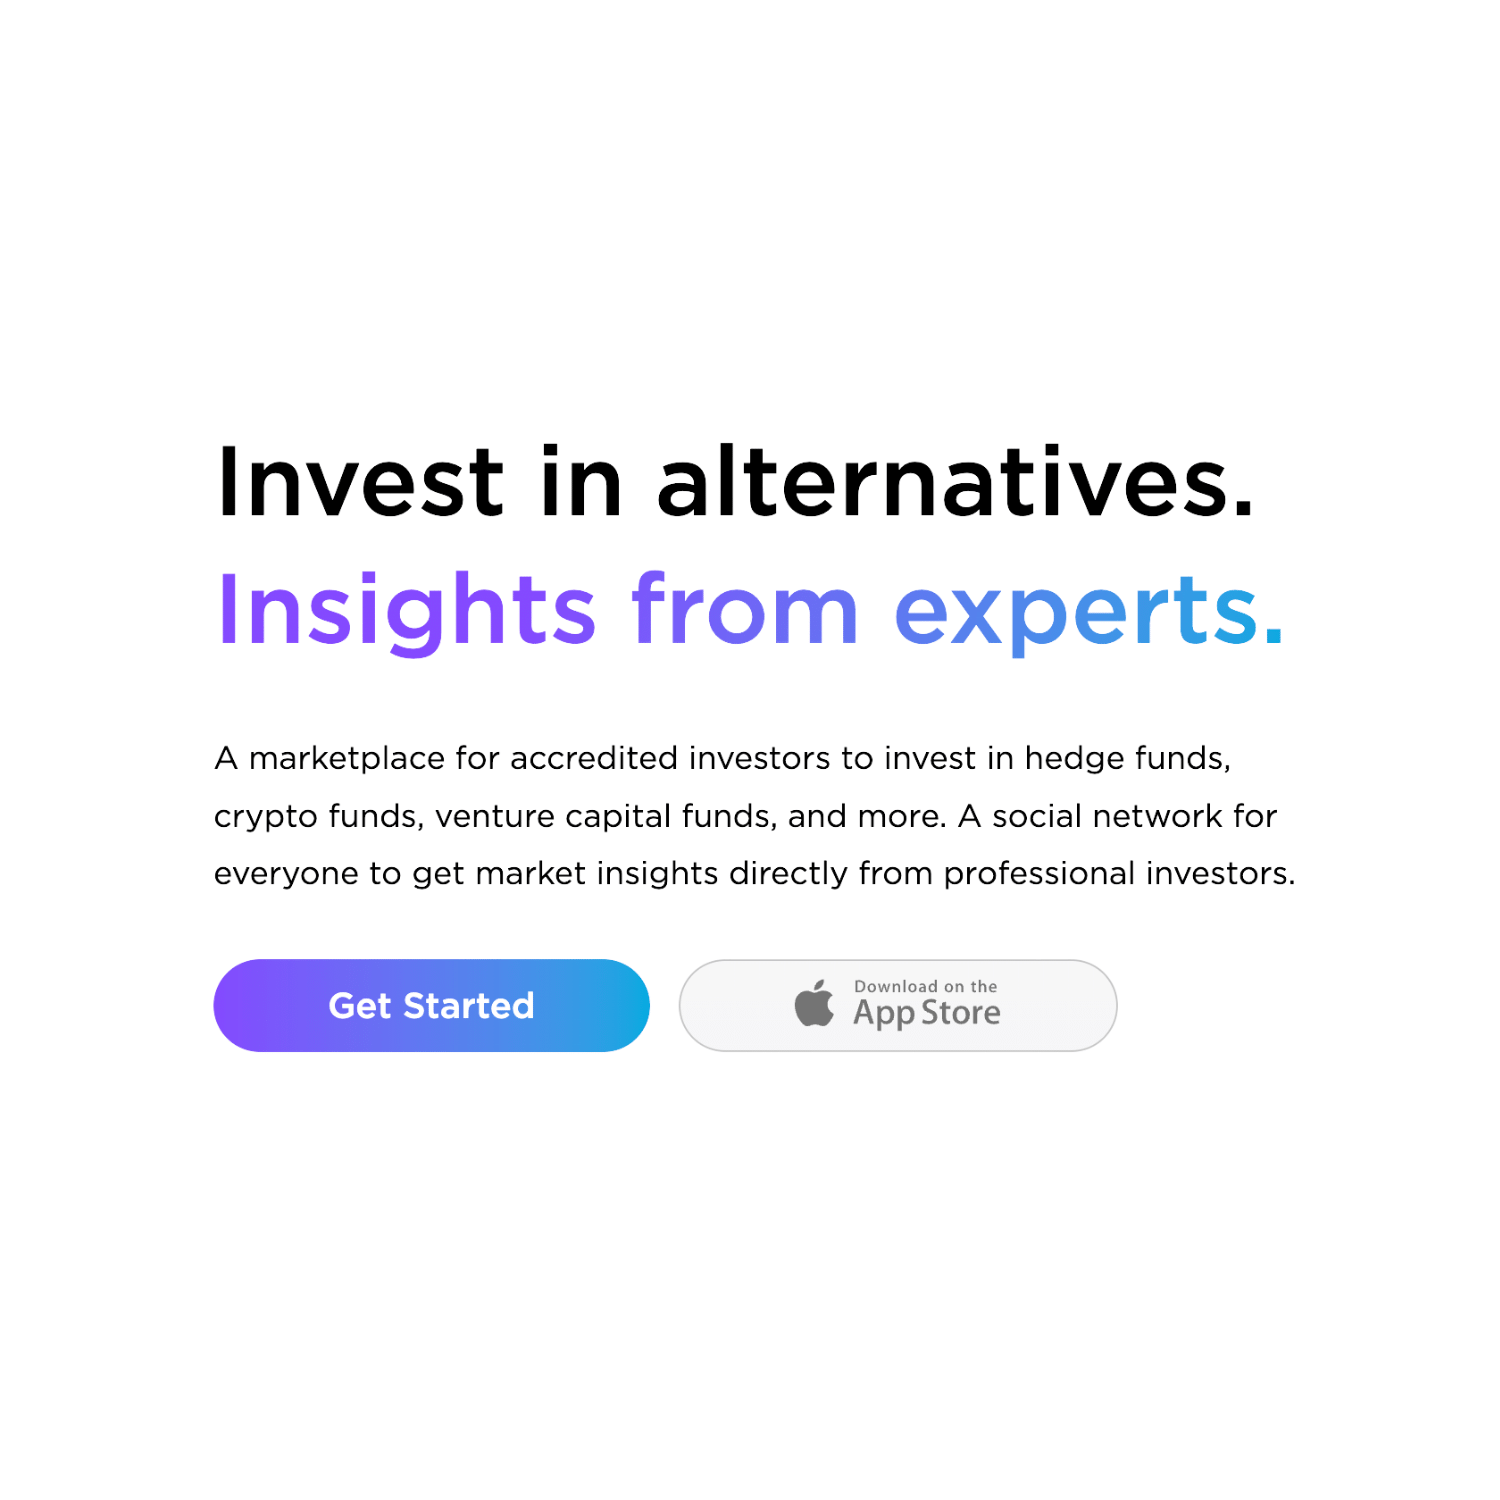 Invest in alternatives.
Insights from experts.
A marketplace for accredited investors to invest in hedge funds,
crypto funds, venture capital funds, and more. A social network for
everyone to get market insights directly from professional investors.
Get Started
Download on the
App Store